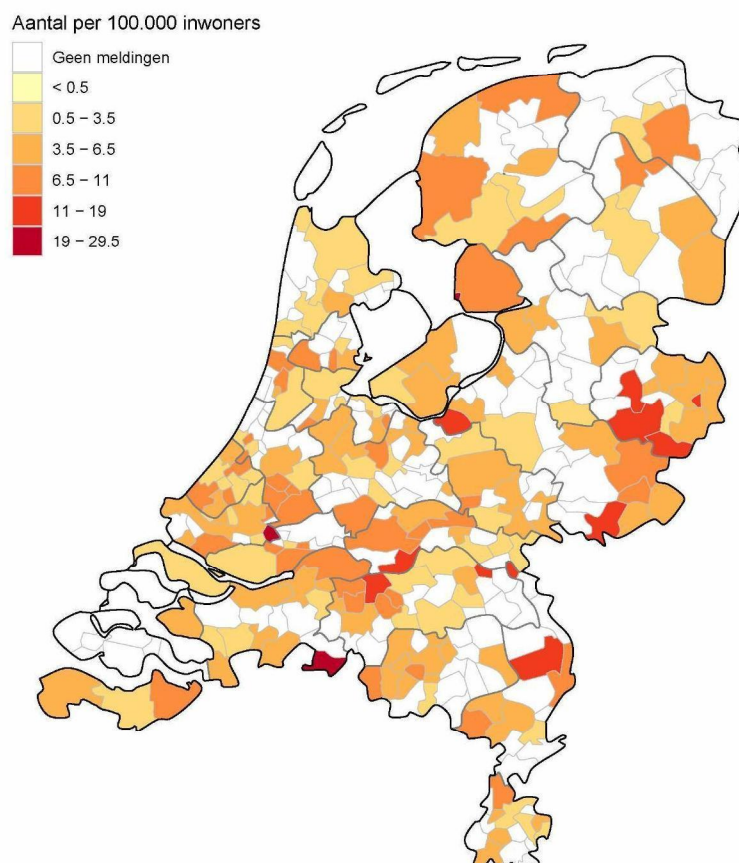 Aantal per 100.000 inwoners
Geen meldingen
< 0.5
0.5 – 3.5
3.5 – 6.5
6.5 – 11
11 – 19
19 – 29.5